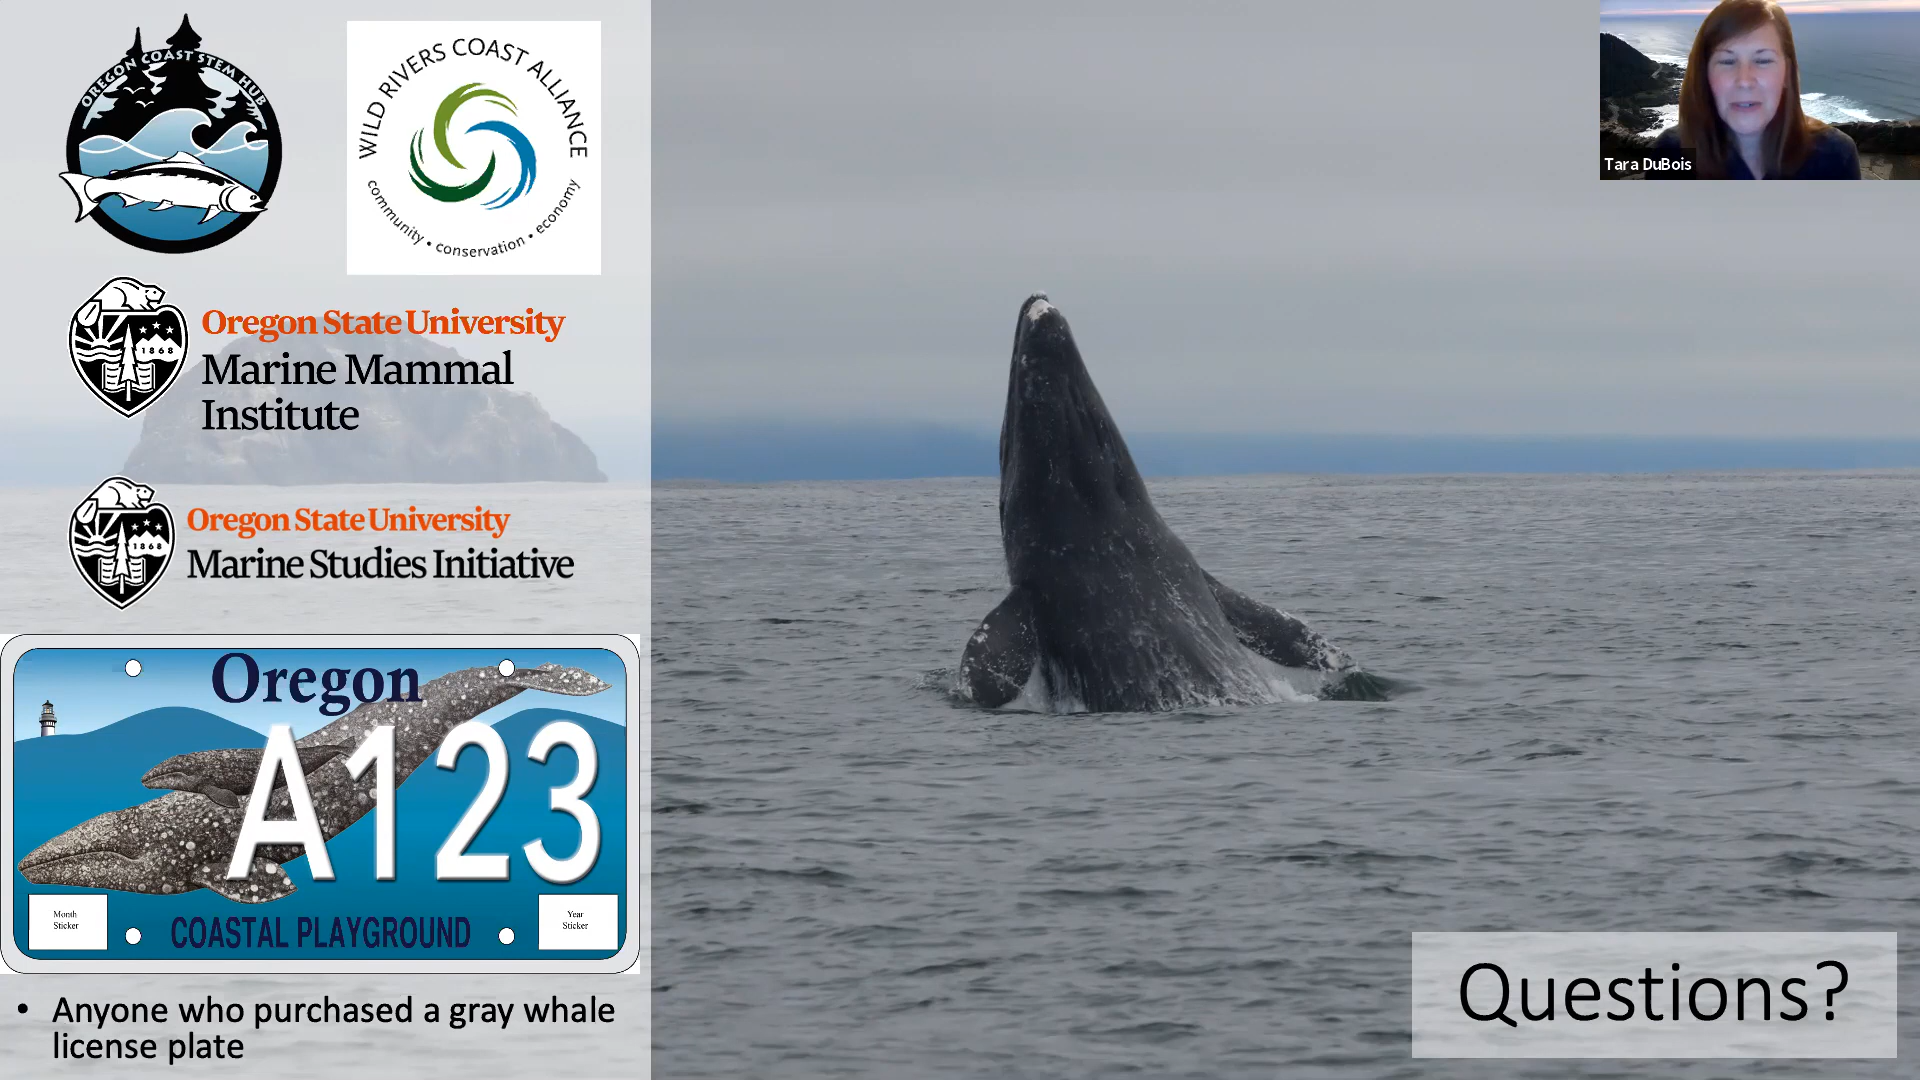 OREGON COAST STEM HUB
WILD RIVERS COAST ALLIANCE
community • conservation • economy
Oregon State University
Marine Mammal
Institute
1868
Oregon State University
Marine Studies Initiative
1868
Oregon
A123
Month
Sticker
COASTAL PLAYGROUND
Year
Sticker
• Anyone who purchased a gray whale
license plate
Tara DuBois
Questions?